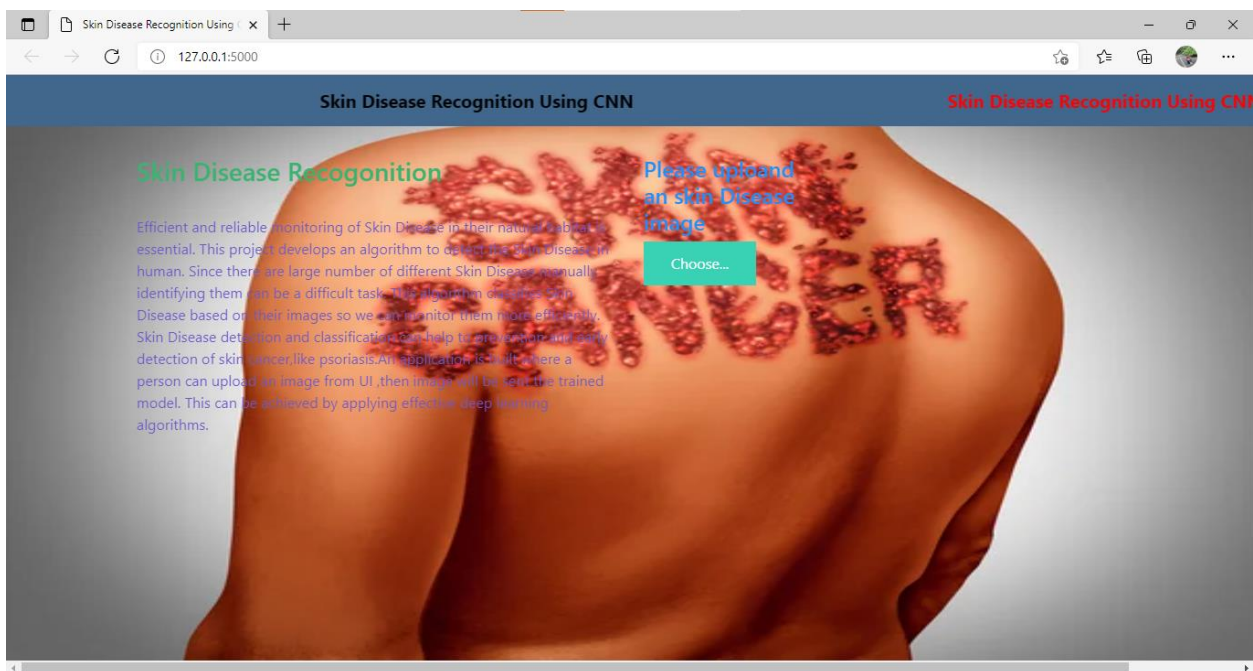 Skin Disease Recognition Using C
127.0.0.1:5000
Skin Disease Recognition Using CNN
Skin Disease Recognition Using CNN
Skin Disease Recogonition
Efficient and reliable monitoring of Skin Disease in their natural habitat is
essential. This project develops an algorithm to detect the Skin Disease in
human. Since there are large number of different Skin Disease manually
identifying them can be a difficult task. This algorithm classifies Skin
Disease based on their images so we can monitor them more efficiently.
Skin Disease detection and classification can help to prevention and early
detection of skin cancer,like psoriasis.An application is built where a
person can upload an image from UI ,then image will be sent the trained
model. This can be achieved by applying effective deep learning
algorithms.
Please uploand
an skin Disease
image
Choose...
SKIN
CANCER